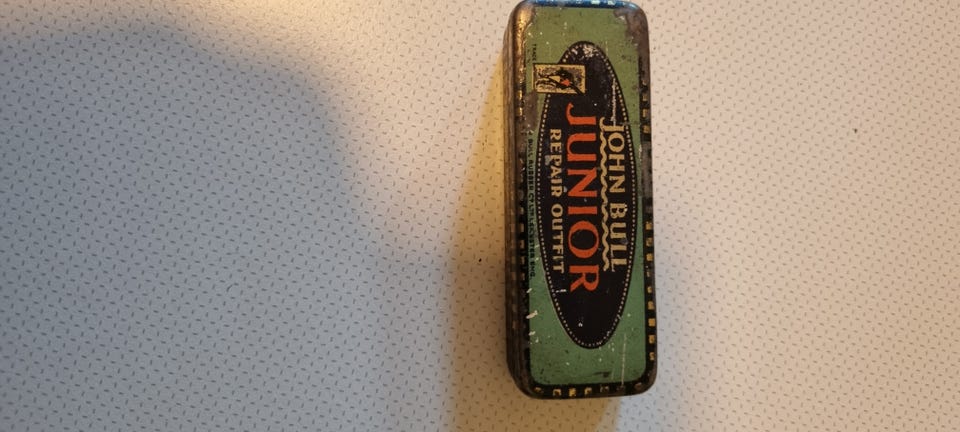 JOHN BULL
JUNIOR
REPAIR OUTFIT